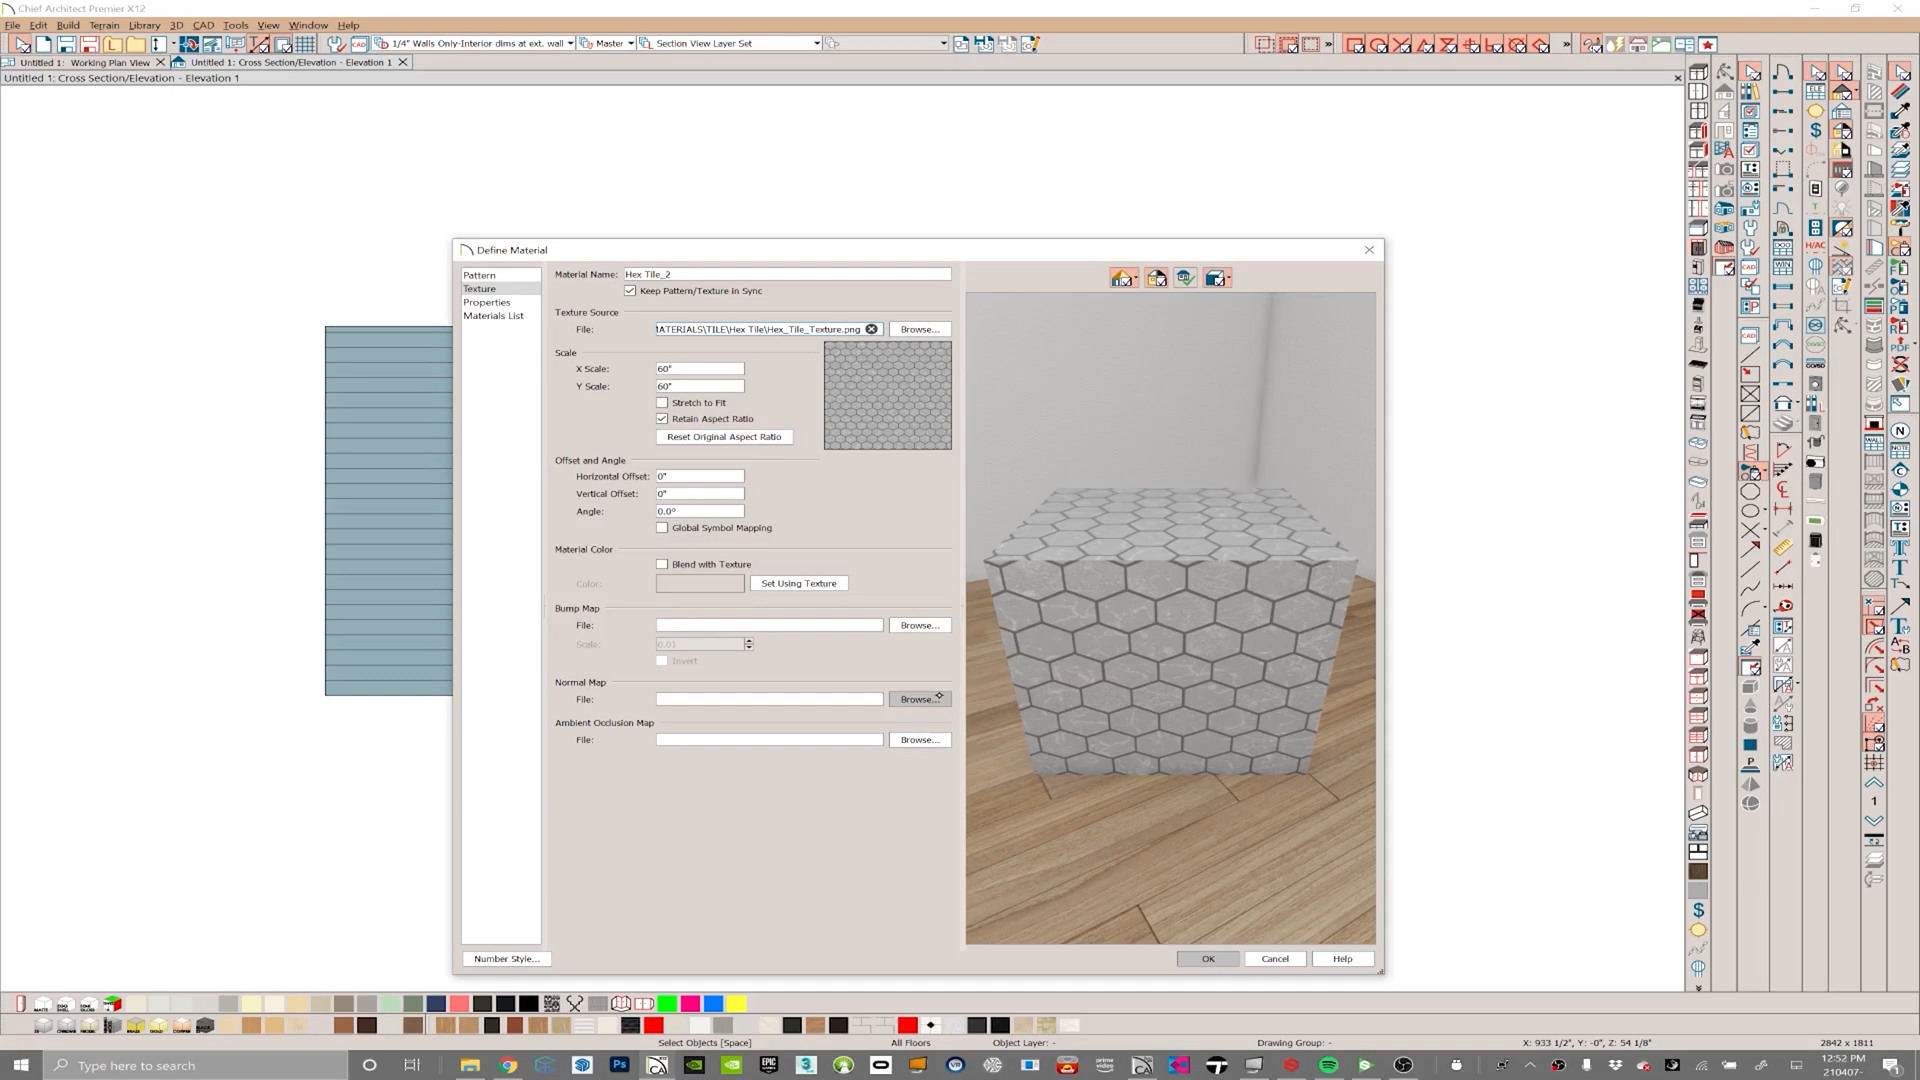 Chief Architect Premier X12
File Edit Build Terrain Library 3D CAD Tools View Window Help
1/4" Walls Only-Interior dims at ext. wall
Master
Section View Layer Set
Untitled 1: Working Plan View
Untitled 1: Cross Section/Elevation - Elevation 1
Untitled 1: Cross Section/Elevation - Elevation 1
Define Material
Pattern
Texture
Properties
Materials List
Material Name: Hex Tile_2
Keep Pattern/Texture in Sync
Texture Source
File: MATERIALS\TILE\Hex Tile\Hex_Tile_Texture.png Browse...
Scale
X Scale: 60"
Y Scale: 60"
Stretch to Fit
Retain Aspect Ratio
Reset Original Aspect Ratio
Offset and Angle
Horizontal Offset: 0"
Vertical Offset: 0"
Angle: 0.0°
Global Symbol Mapping
Material Color
Blend with Texture
Color: Set Using Texture
Bump Map
File: Browse...
Scale: 0.01
Invert
Normal Map
File: Browse...
Ambient Occlusion Map
File: Browse...
Number Style... OK Cancel Help
Select Objects [Space] All Floors Object Layer: - Drawing Group: - X: 933 1/2", Y: -0", Z: 54 1/8" 2842 x 1811
Type here to search
12:52 PM
210407-